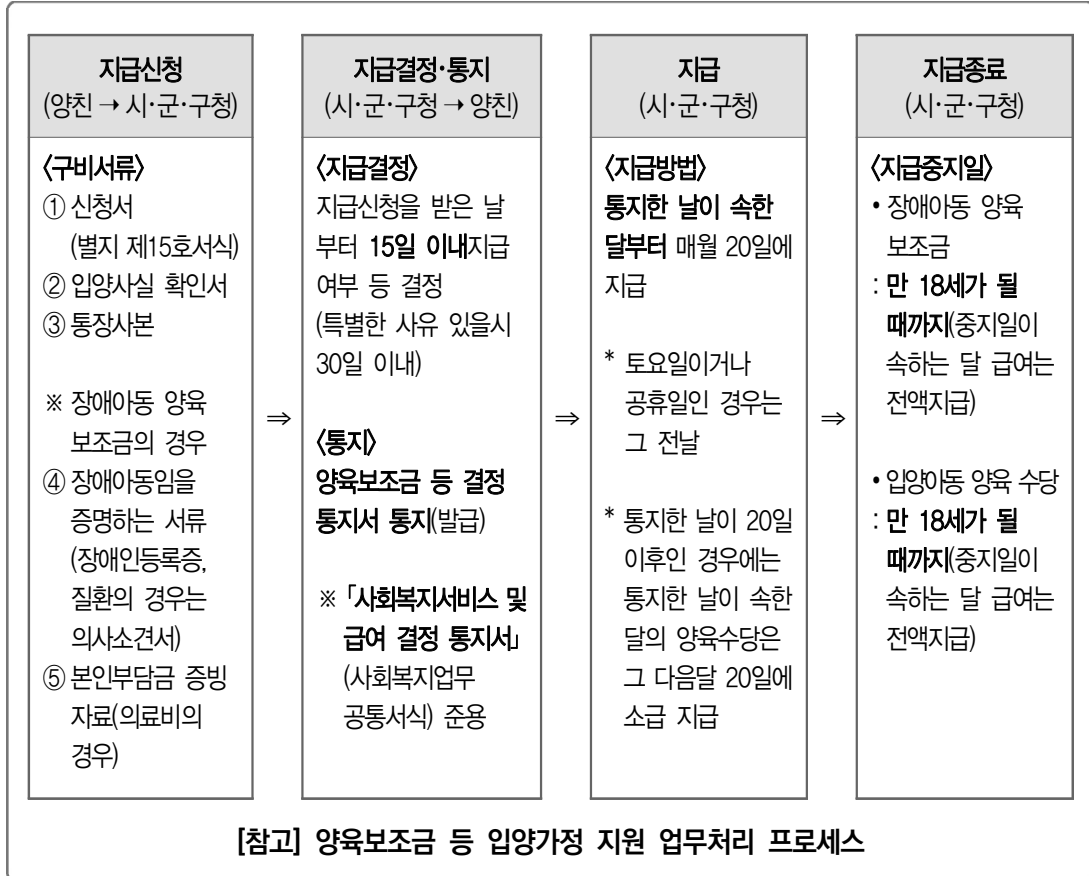 지급신청
(양친 → 시·군·구청)
〈구비서류〉
① 신청서
(별지 제15호서식)
② 입양사실 확인서
③ 통장사본
※ 장애아동 양육
보조금의 경우
④ 장애아동임을
증명하는 서류
(장애인등록증,
질환의 경우는
의사소견서)
⑤ 본인부담금 증빙
자료(의료비의
경우)
⇒
지급결정·통지
(시·군·구청 → 양친)
〈지급결정〉
지급신청을 받은 날
부터 15일 이내지급
여부 등 결정
(특별한 사유 있을시
30일 이내)
〈통지〉
양육보조금 등 결정
통지서 통지(발급)
※ 「사회복지서비스 및
급여 결정 통지서」
(사회복지업무
공통서식) 준용
⇒
지급
(시·군·구청)
〈지급방법〉
통지한 날이 속한
달부터 매월 20일에
지급
* 토요일이거나
공휴일인 경우는
그 전날
* 통지한 날이 20일
이후인 경우에는
통지한 날이 속한
달의 양육수당은
그 다음달 20일에
소급 지급
⇒
지급종료
(시·군·구청)
〈지급중지일〉
• 장애아동 양육
보조금
: 만 18세가 될
때까지(중지일이
속하는 달 급여는
전액지급)
• 입양아동 양육 수당
: 만 18세가 될
때까지(중지일이
속하는 달 급여는
전액지급)
[참고] 양육보조금 등 입양가정 지원 업무처리 프로세스